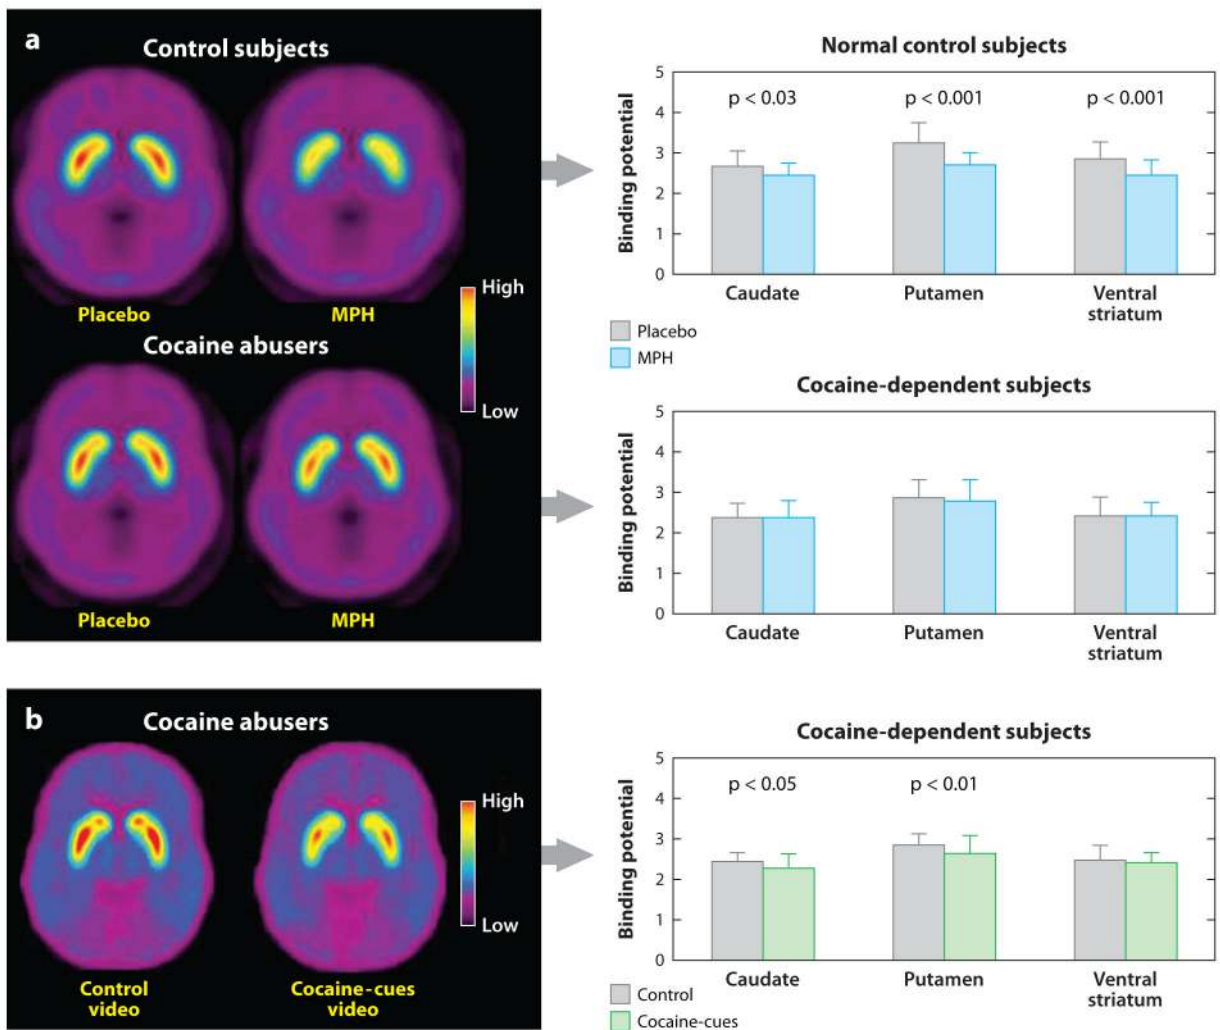 a
Control subjects
Placebo
MPH
High
Low
Cocaine abusers
Placebo
MPH
Normal control subjects
Binding potential
5
4
3
2
1
0
p < 0.03
p < 0.001
p < 0.001
Caudate
Putamen
Ventral
striatum
Placebo
MPH
Cocaine-dependent subjects
Binding potential
5
4
3
2
1
0
Caudate
Putamen
Ventral
striatum
b
Cocaine abusers
High
Low
Control
video
Cocaine-cues
video
Cocaine-dependent subjects
Binding potential
5
4
3
2
1
0
p < 0.05
p < 0.01
Caudate
Putamen
Ventral
striatum
Control
Cocaine-cues